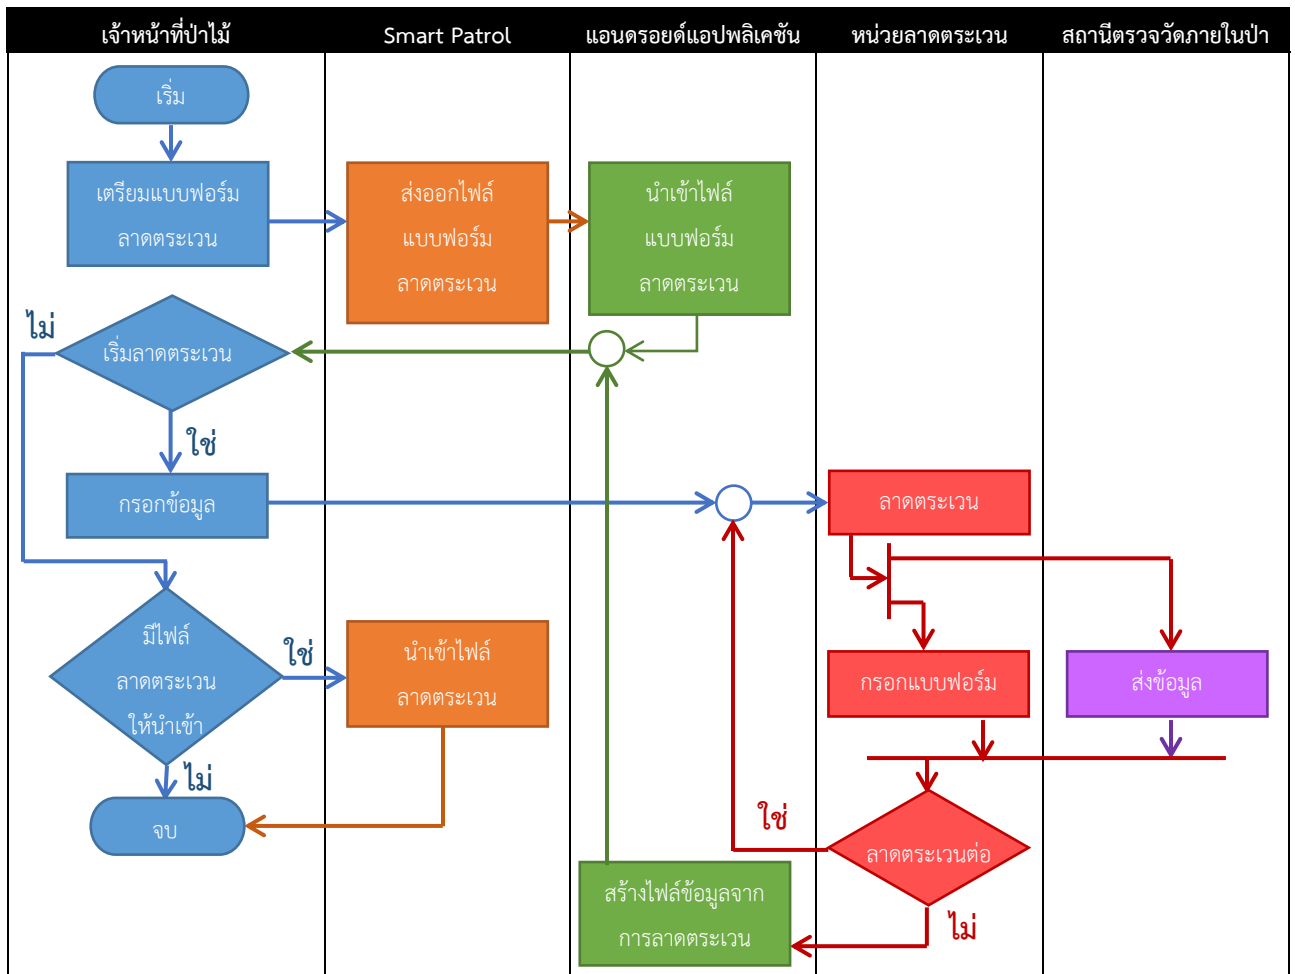 เจ้าหน้าที่ป่าไม้
Smart Patrol
แอนดรอยด์แอปพลิเคชัน
หน่วยลาดตระเวน
สถานีตรวจวัดภายในป่า
เริ่ม
เตรียมแบบฟอร์ม
ลาดตระเวน
ส่งออกไฟล์
แบบฟอร์ม
ลาดตระเวน
นำเข้าไฟล์
แบบฟอร์ม
ลาดตระเวน
ไม่
เริ่มลาดตระเวน
ใช่
กรอกข้อมูล
ลาดตระเวน
มีไฟล์
ลาดตระเวน
ให้นำเข้า
ใช่
นำเข้าไฟล์
ลาดตระเวน
กรอกแบบฟอร์ม
ส่งข้อมูล
ไม่
จบ
ใช่
ลาดตระเวนต่อ
สร้างไฟล์ข้อมูลจาก
การลาดตระเวน
ไม่